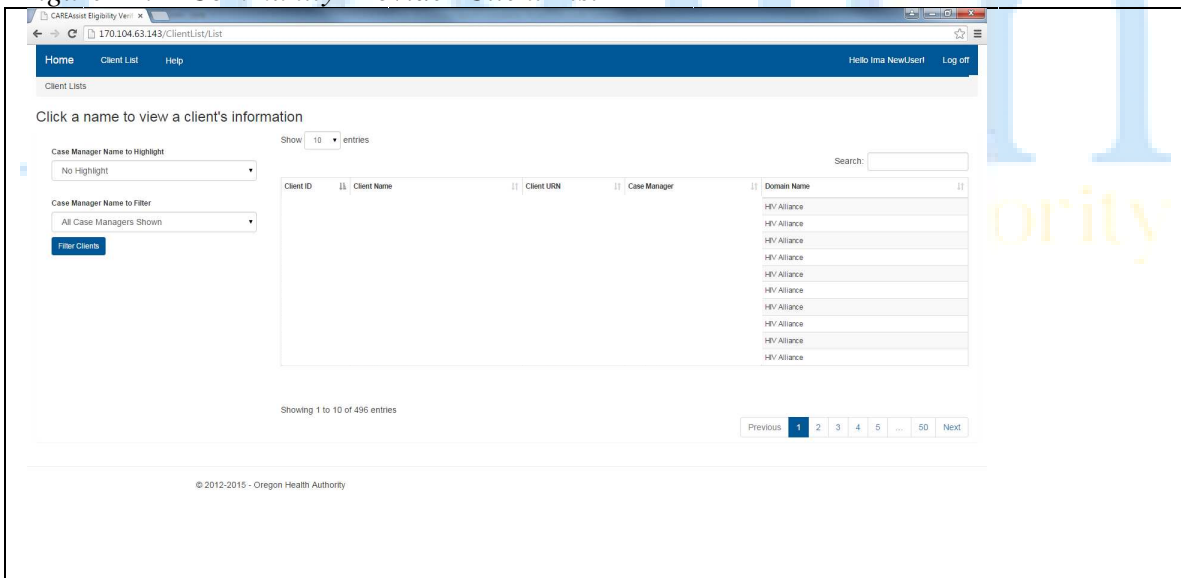 CAREAssist Eligibility Veri
170.104.63.143/ClientList/List
Home Client List Help Hello Ima NewUser! Log off
Client Lists
Click a name to view a client's information
Show 10 entries
Case Manager Name to Highlight
No Highlight
Search:
Client ID Client Name Client URN Case Manager Domain Name
Case Manager Name to Filter
All Case Managers Shown
Filter Clients
HIV Alliance
HIV Alliance
HIV Alliance
HIV Alliance
HIV Alliance
HIV Alliance
HIV Alliance
HIV Alliance
HIV Alliance
HIV Alliance
Showing 1 to 10 of 496 entries
Previous 1 2 3 4 5 ... 50 Next
© 2012-2015 - Oregon Health Authority